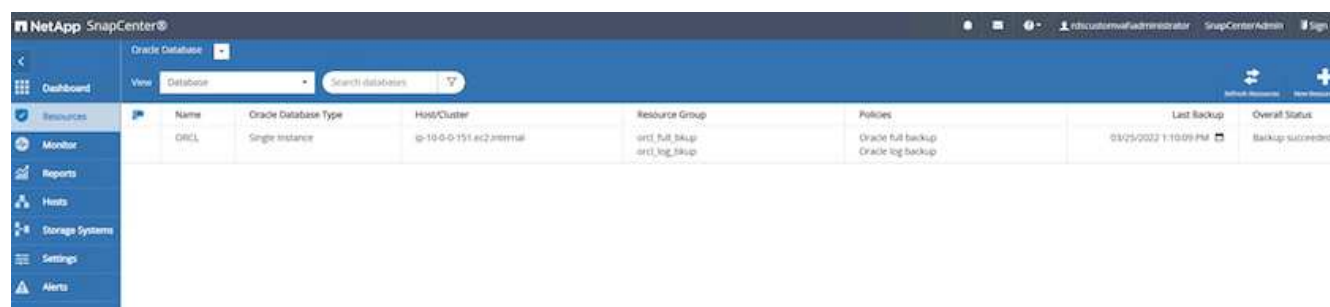 NetApp SnapCenter®
SnapCenterAdmin Sign
Oracle Database
Dashboard
View Database Search databases
Refresh Resources New Resource
Resources
Name Oracle Database Type Host/Cluster Resource Group Policies Last Backup Overall Status
ORCL Single Instance ip-10-0-0-151.ec2.internal orcl_full_bkup Oracle full backup 03/25/2022 1:10:09 PM Backup succeeded
orcl_log_bkup Oracle log backup
Monitor
Reports
Hosts
Storage Systems
Settings
Alerts